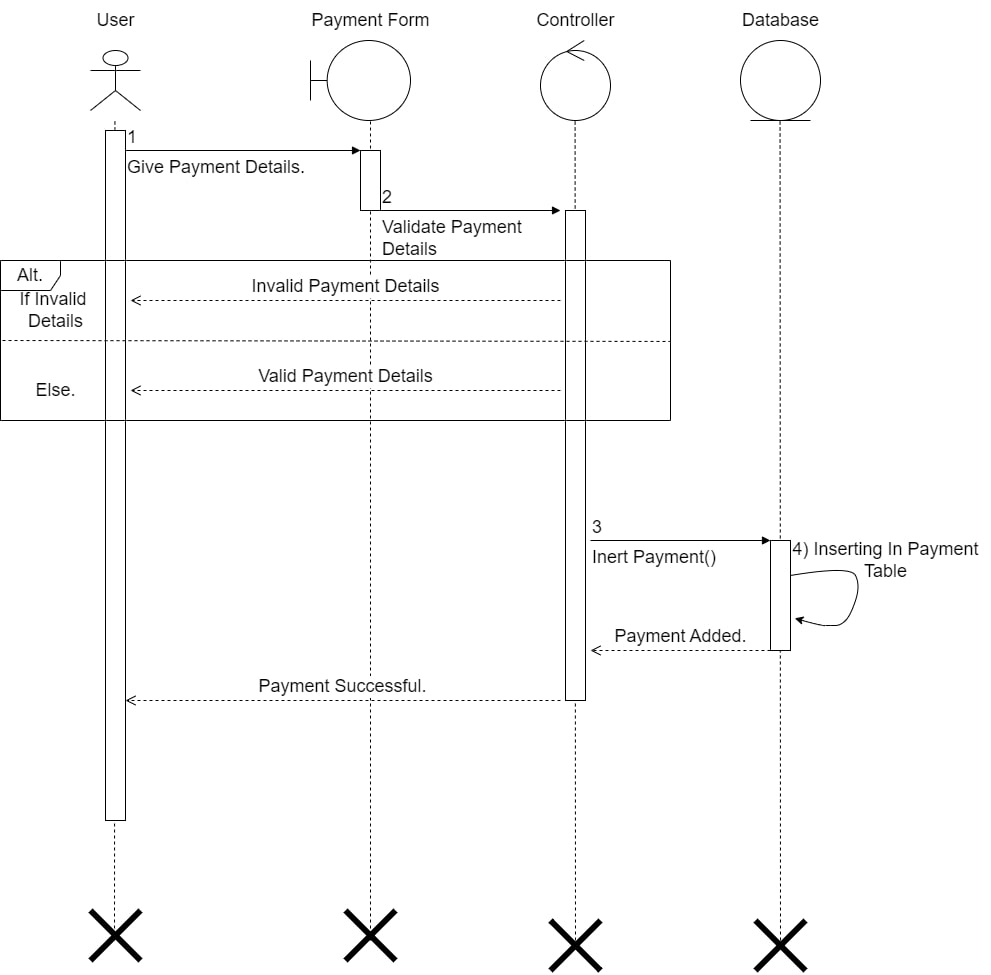 User
Payment Form
Controller
Database
1
Give Payment Details.
2
Validate Payment
Details
Alt.
If Invalid
Details
Invalid Payment Details
Valid Payment Details
Else.
3
Inert Payment()
4) Inserting In Payment
Table
Payment Added.
Payment Successful.